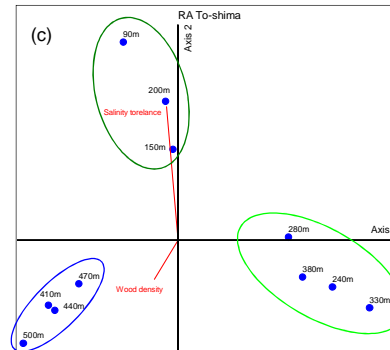 (c)
RA To-shima
Axis 2
90m
200m
Salinity torelance
150m
280m
Axis
380m
240m
330m
470m
Wood density
410m
440m
500m